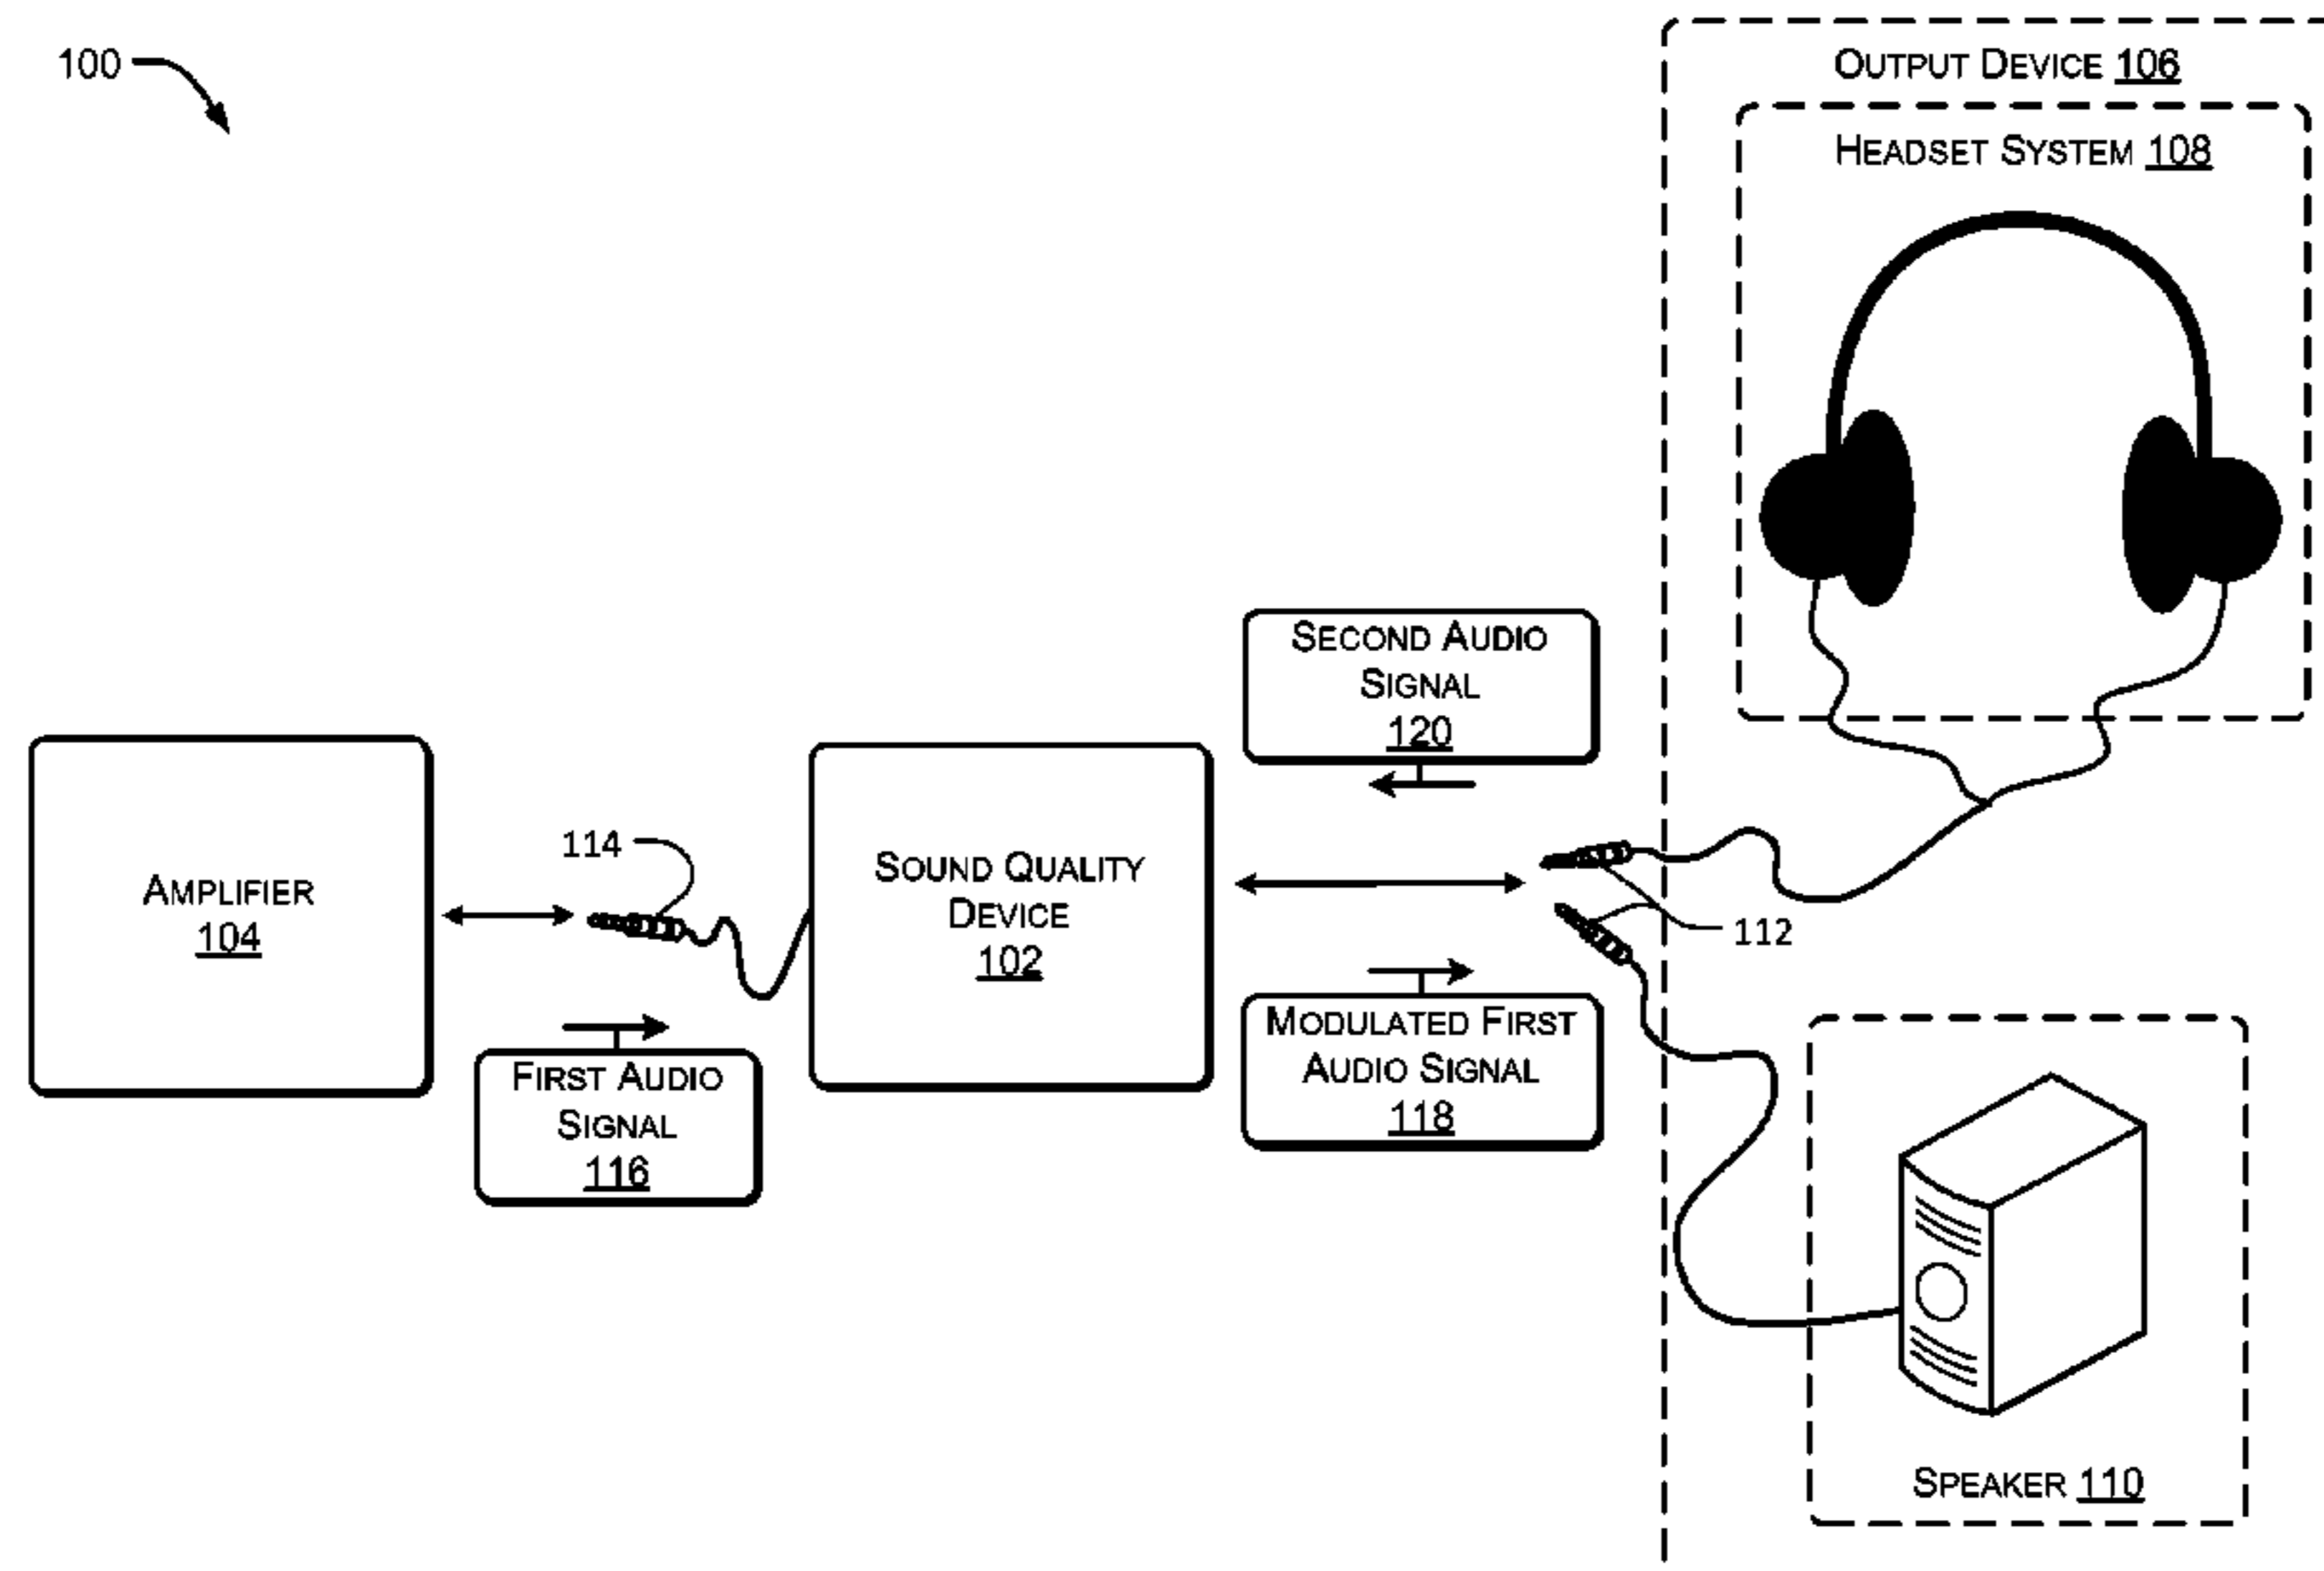 100
OUTPUT DEVICE 106
HEADSET SYSTEM 108
SECOND AUDIO
SIGNAL
120
AMPLIFIER
104
114
SOUND QUALITY
DEVICE
102
112
FIRST AUDIO
SIGNAL
116
MODULATED FIRST
AUDIO SIGNAL
118
SPEAKER 110